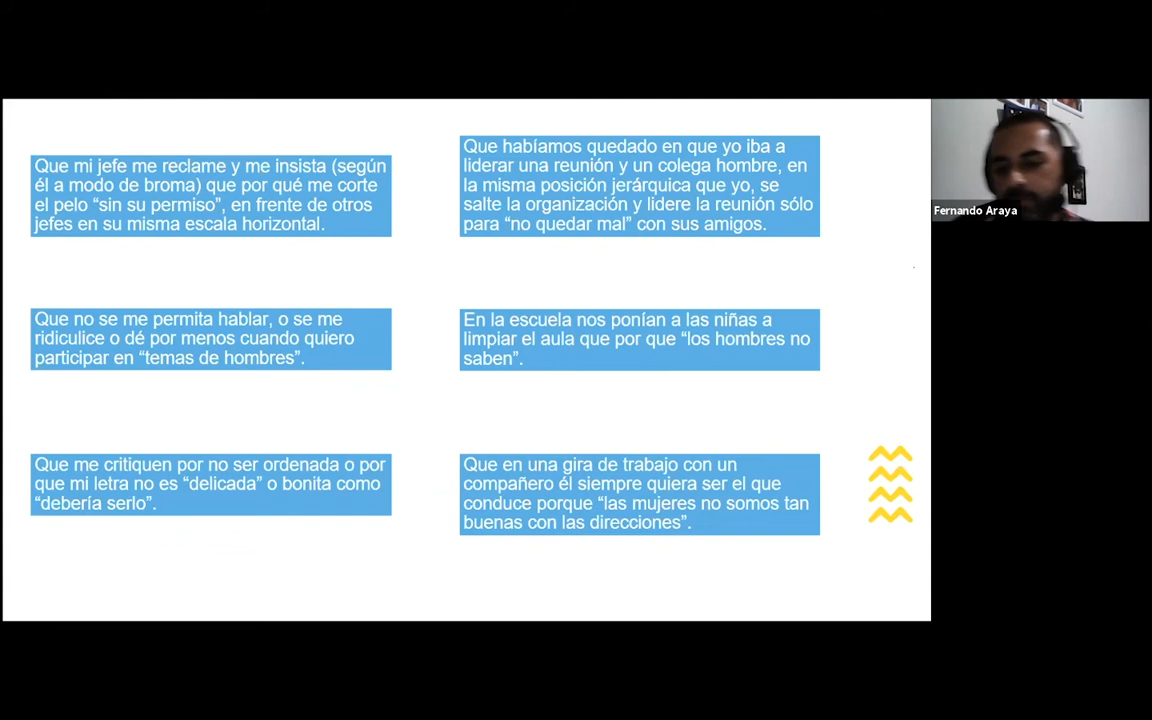 Que mi jefe me reclame y me insista (según
él a modo de broma) que por qué me corte
el pelo “sin su permiso”, en frente de otros
jefes en su misma escala horizontal.
Que habíamos quedado en que yo iba a
liderar una reunión y un colega hombre, en
la misma posición jerárquica que yo, se
salte la organización y lidere la reunión sólo
para “no quedar mal” con sus amigos.
Que no se me permita hablar, o se me
ridiculice o dé por menos cuando quiero
participar en “temas de hombres”.
En la escuela nos ponían a las niñas a
limpiar el aula que por que “los hombres no
saben”.
Que me critiquen por no ser ordenada o por
que mi letra no es “delicada” o bonita como
“debería serlo”.
Que en una gira de trabajo con un
compañero él siempre quiera ser el que
conduce porque “las mujeres no somos tan
buenas con las direcciones”.
Fernando Araya